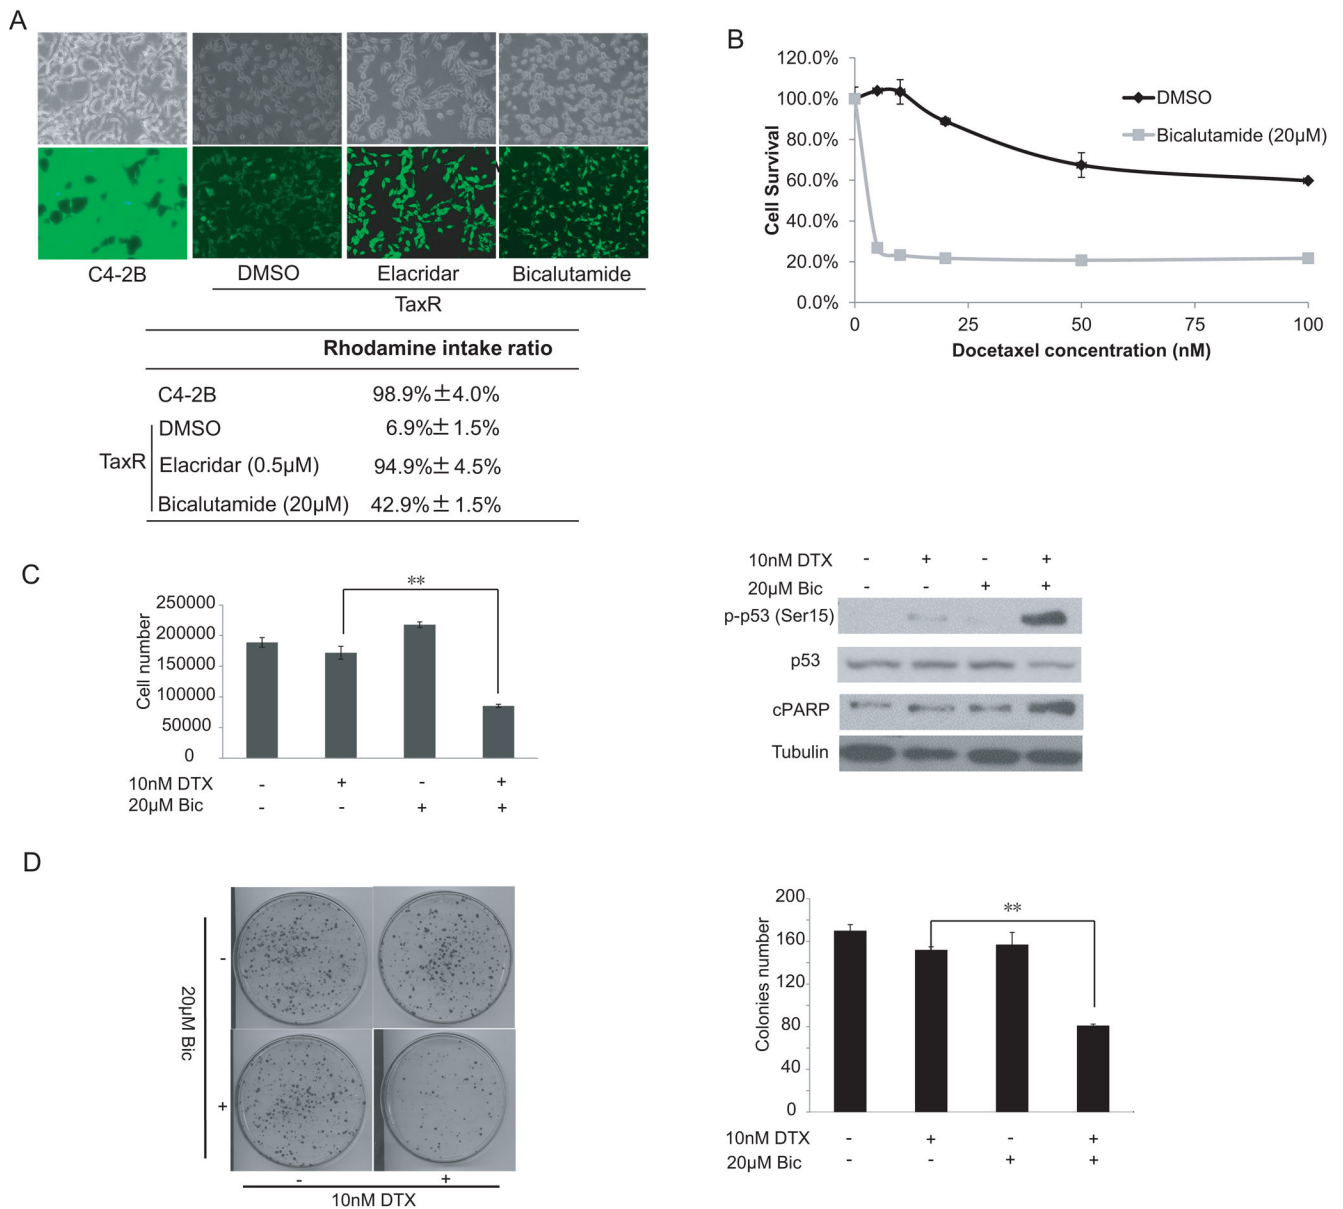 A
C4-2B
DMSO
Elacridar
Bicalutamide
TaxR
Rhodamine intake ratio
C4-2B 98.9%±4.0%
DMSO 6.9%±1.5%
TaxR
Elacridar (0.5µM) 94.9%±4.5%
Bicalutamide (20µM) 42.9%±1.5%
B
120.0%
100.0%
80.0%
60.0%
40.0%
20.0%
0.0%
Cell Survival
0 25 50 75 100
Docetaxel concentration (nM)
DMSO
Bicalutamide (20µM)
C
**
250000
200000
150000
100000
50000
0
Cell number
10nM DTX - + - +
20µM Bic - - + +
10nM DTX - + - +
20µM Bic - - + +
p-p53 (Ser15)
p53
cPARP
Tubulin
D
-
20µM Bic
+
- +
10nM DTX
**
200
160
120
80
40
0
Colonies number
10nM DTX - + - +
20µM Bic - - + +